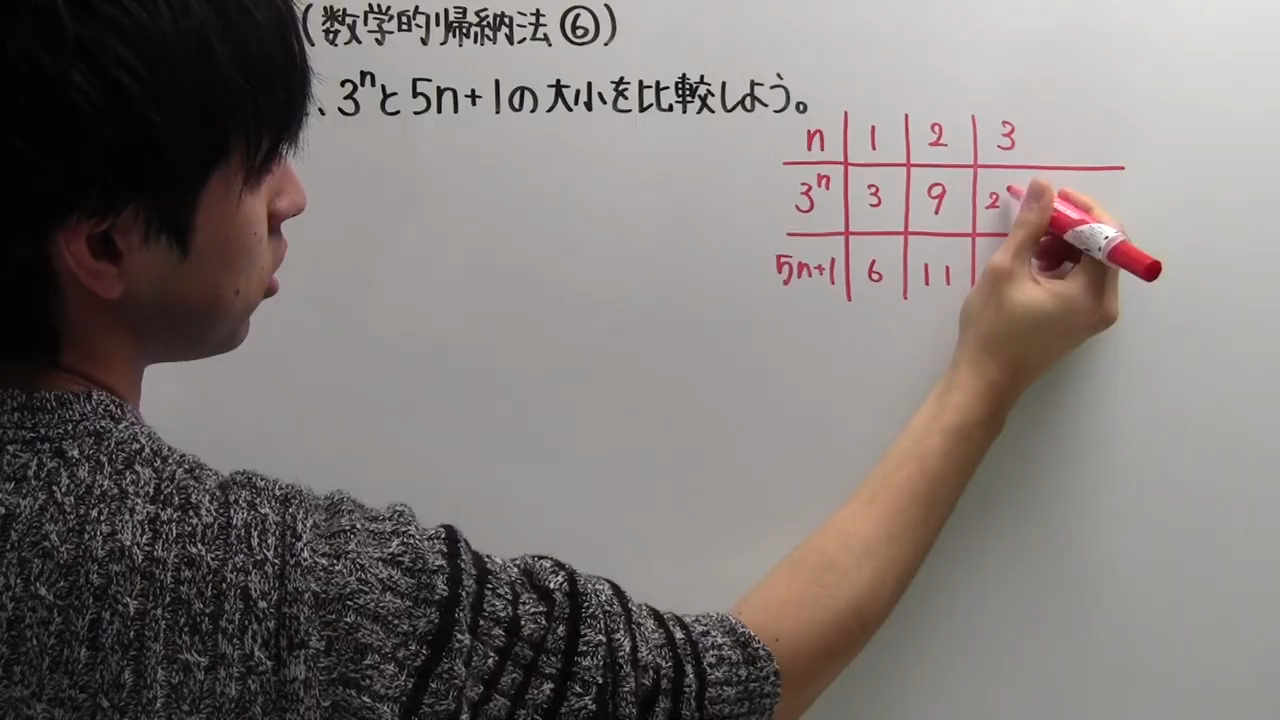 (数学的帰納法⑥)
、3ⁿと5n+1の大小を比較しよう。
n 1 2 3
3ⁿ 3 9 2
5n+1 6 11